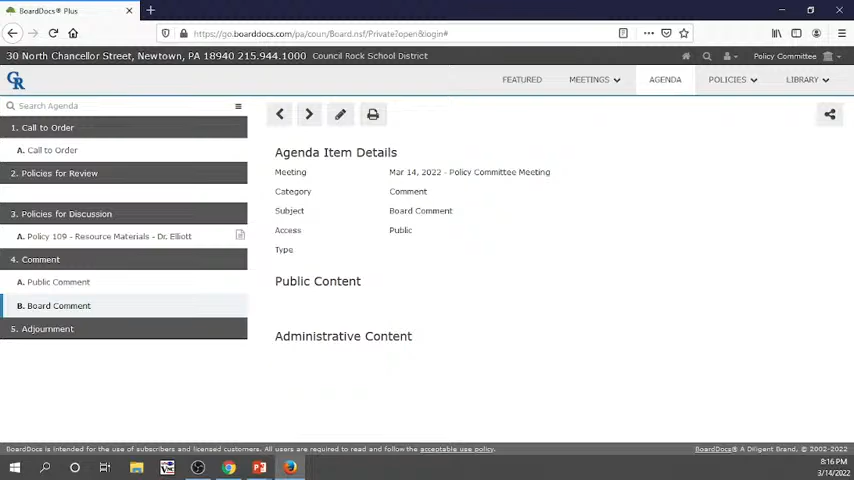 BoardDocs® Plus
https://go.boarddocs.com/pa/coun/Board.nsf/Private?open&login#
30 North Chancellor Street, Newtown, PA 18940 215.944.1000 Council Rock School District
Policy Committee
CR
FEATURED MEETINGS AGENDA POLICIES LIBRARY
Search Agenda
1. Call to Order
A. Call to Order
2. Policies for Review
3. Policies for Discussion
A. Policy 109 - Resource Materials - Dr. Elliott
4. Comment
A. Public Comment
B. Board Comment
5. Adjournment
Agenda Item Details
Meeting Mar 14, 2022 - Policy Committee Meeting
Category Comment
Subject Board Comment
Access Public
Type
Public Content
Administrative Content
BoardDocs is intended for the use of subscribers and licensed customers. All users are required to read and follow the acceptable use policy.
BoardDocs® A Diligent Brand, © 2002-2022
8:16 PM
3/14/2022